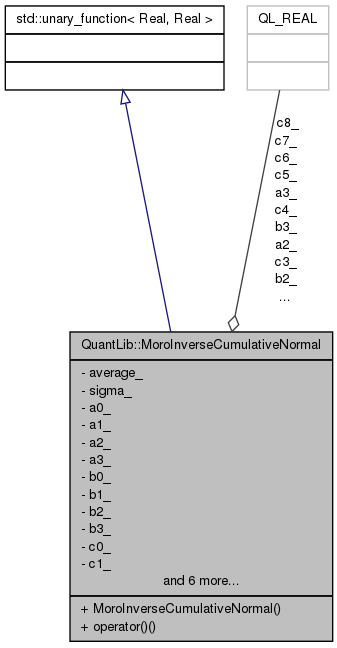 std::unary_function< Real, Real >
QL_REAL
c8_
c7_
c6_
c5_
a3_
c4_
b3_
a2_
c3_
b2_
...
QuantLib::MoroInverseCumulativeNormal
- average_
- sigma_
- a0_
- a1_
- a2_
- a3_
- b0_
- b1_
- b2_
- b3_
- c0_
- c1_
and 6 more...
+ MoroInverseCumulativeNormal()
+ operator()()